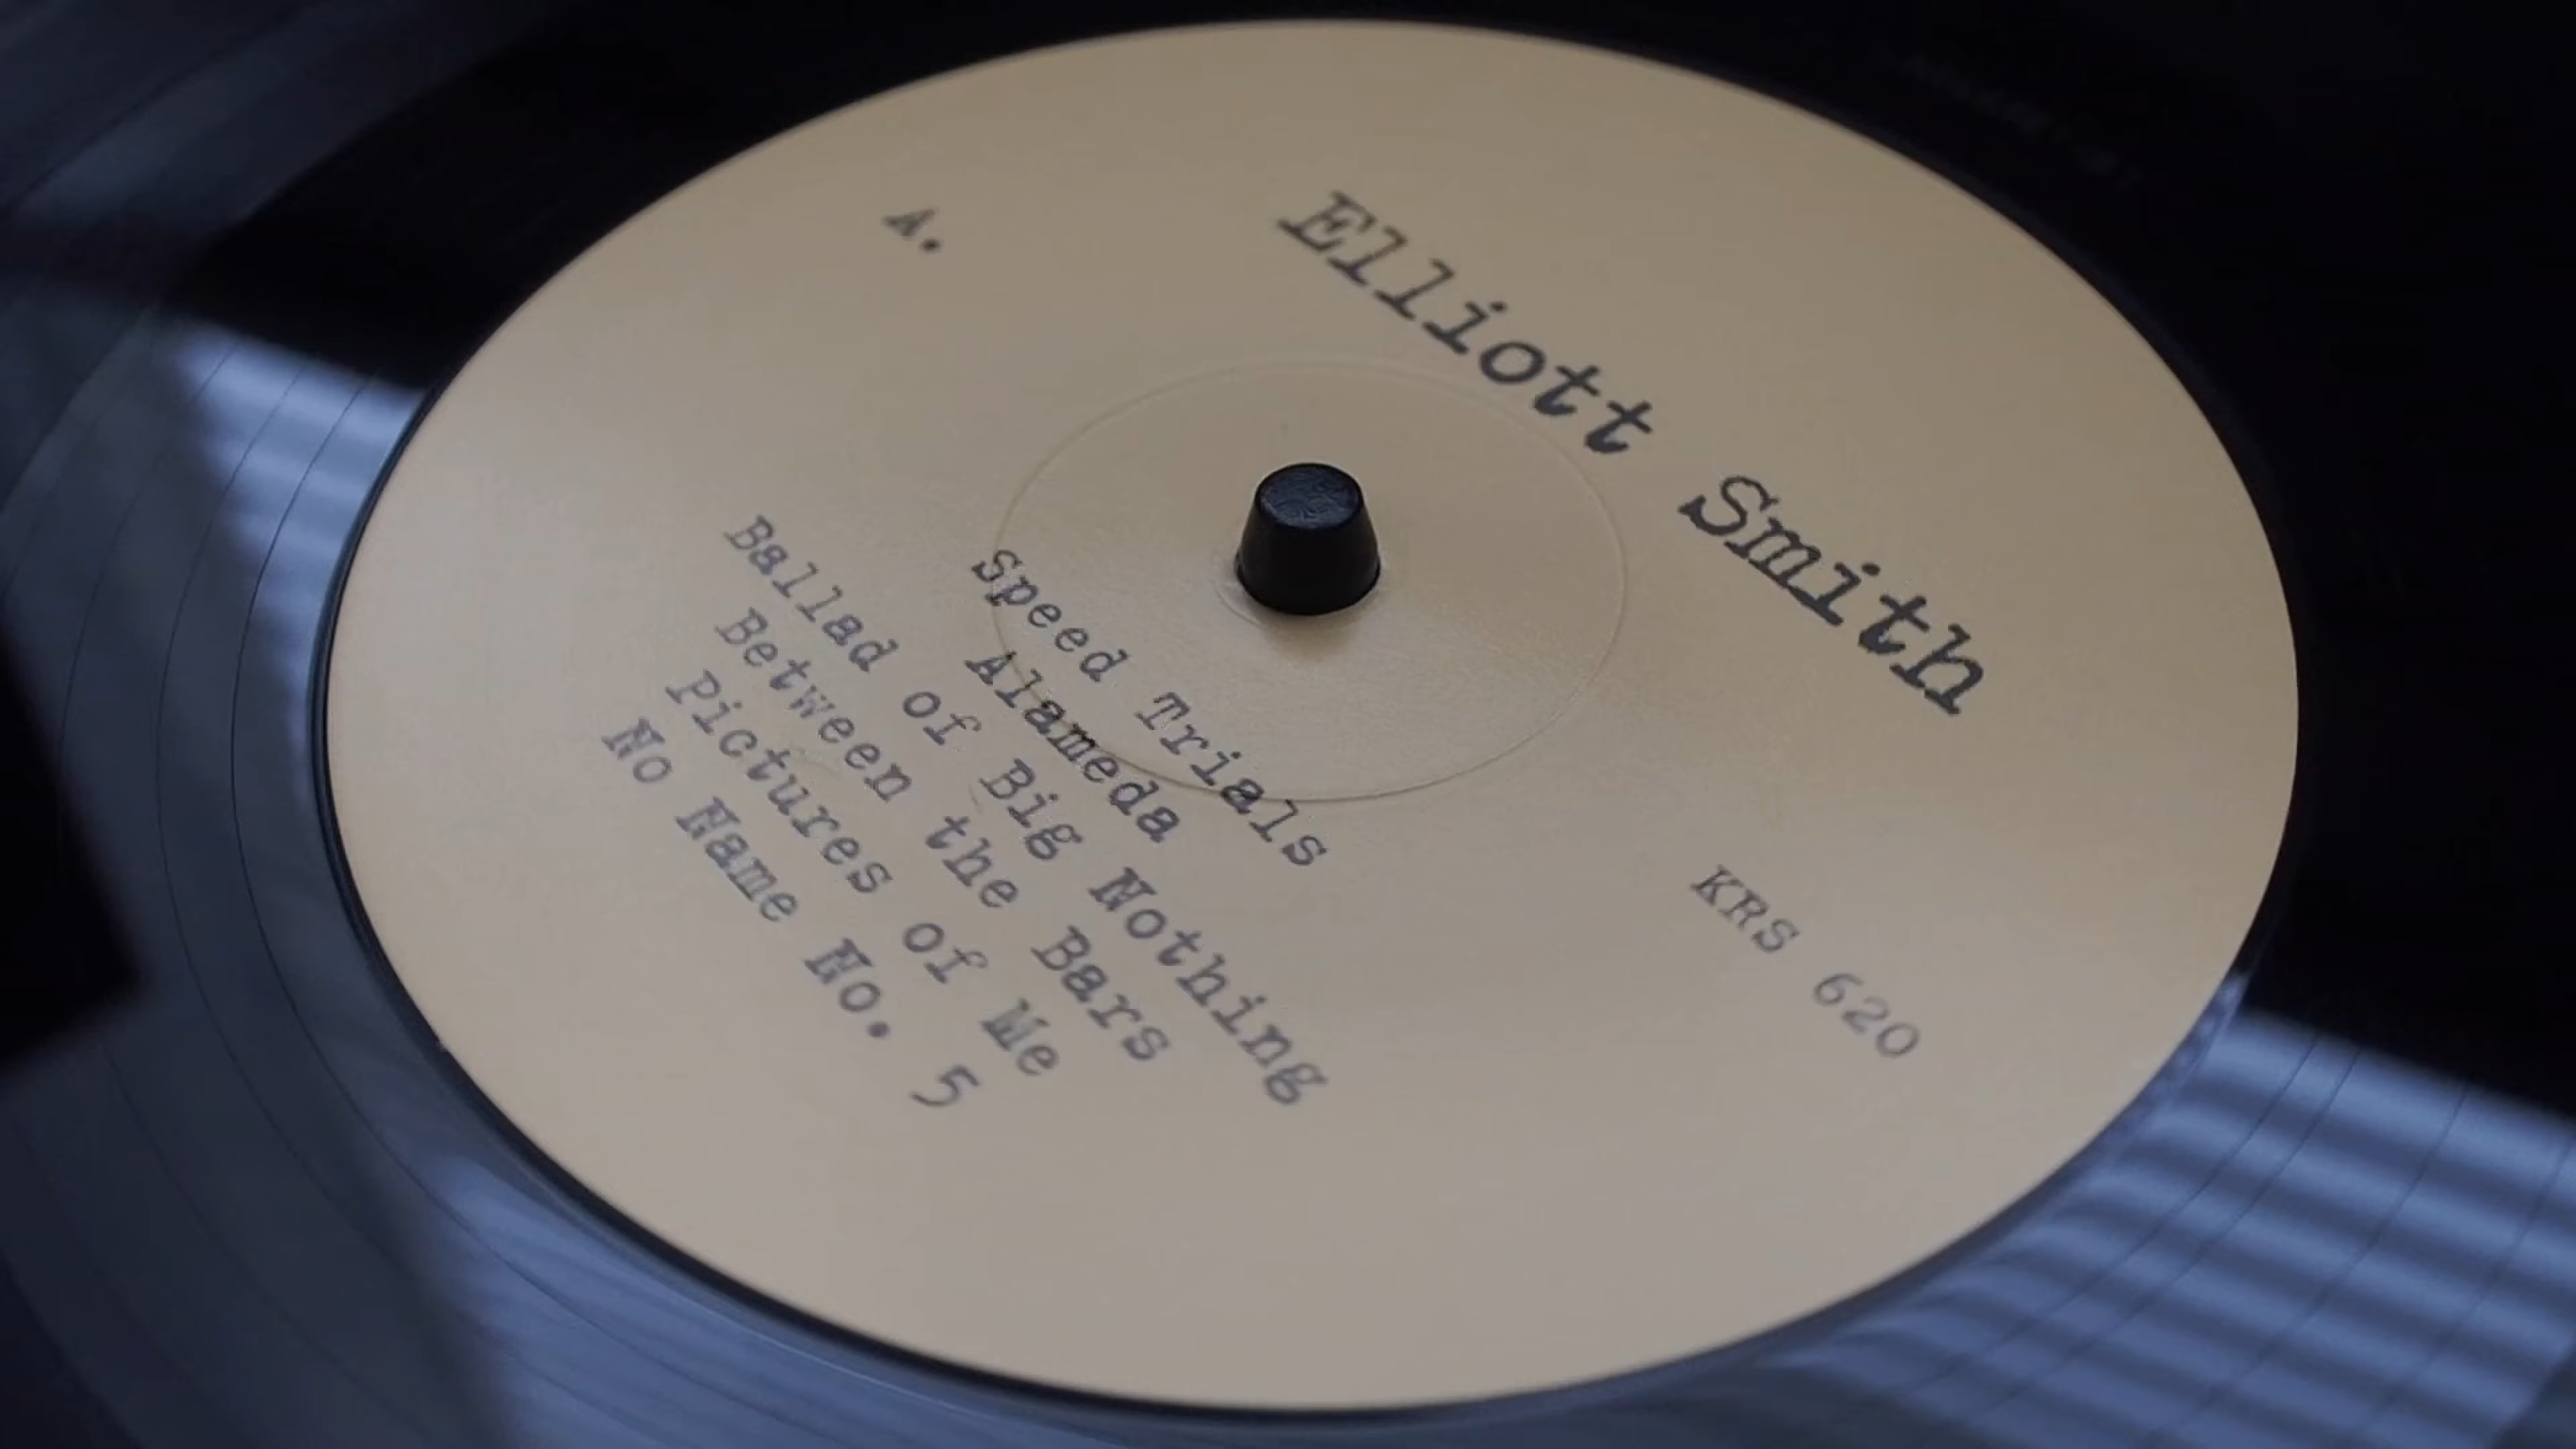 A.
Elliott Smith
Speed Trials
Alameda
Ballad of Big Nothing
Between the Bars
Pictures of Me
No Name No. 5
KRS 620